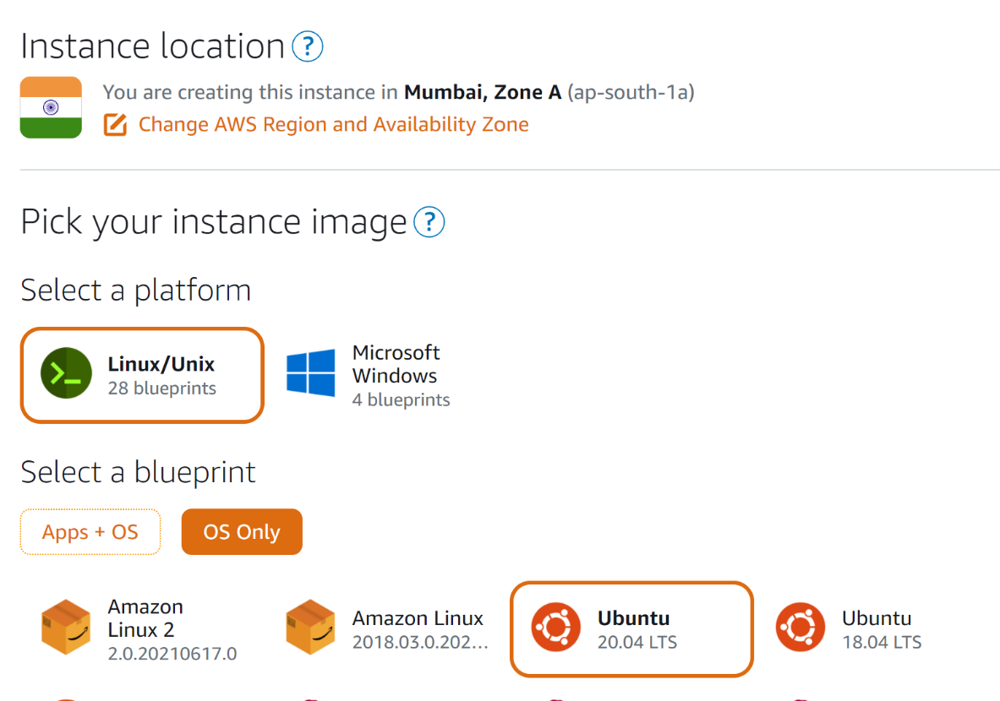 Instance location ?
You are creating this instance in Mumbai, Zone A (ap-south-1a)
Change AWS Region and Availability Zone
Pick your instance image ?
Select a platform
Linux/Unix
28 blueprints
Microsoft
Windows
4 blueprints
Select a blueprint
Apps + OS
OS Only
Amazon
Linux 2
2.0.20210617.0
Amazon Linux
2018.03.0.202...
Ubuntu
20.04 LTS
Ubuntu
18.04 LTS